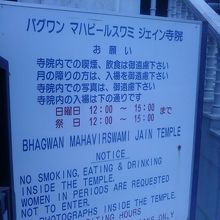 バグワン マハビールスワミ ジェイン寺院
お願い
寺院内での喫煙、飲食は御遠慮下さい
月の障りの方は、入場を御遠慮下さい
寺院内での写真は、御遠慮下さい
寺院内の入場は下の通りです
日曜日 12:00 ~ 15:00 まで
祭日 12:00 ~ 15:00
BHAGWAN MAHAVIRSWAMI JAIN TEMPLE
NOTICE
NO SMOKING, EATING & DRINKING
INSIDE THE TEMPLE.
WOMEN IN PERIODS ARE REQUESTED
NOT TO ENTER.
PHOTOGRAPHS INSIDE THE TEMPLE.
HOURS